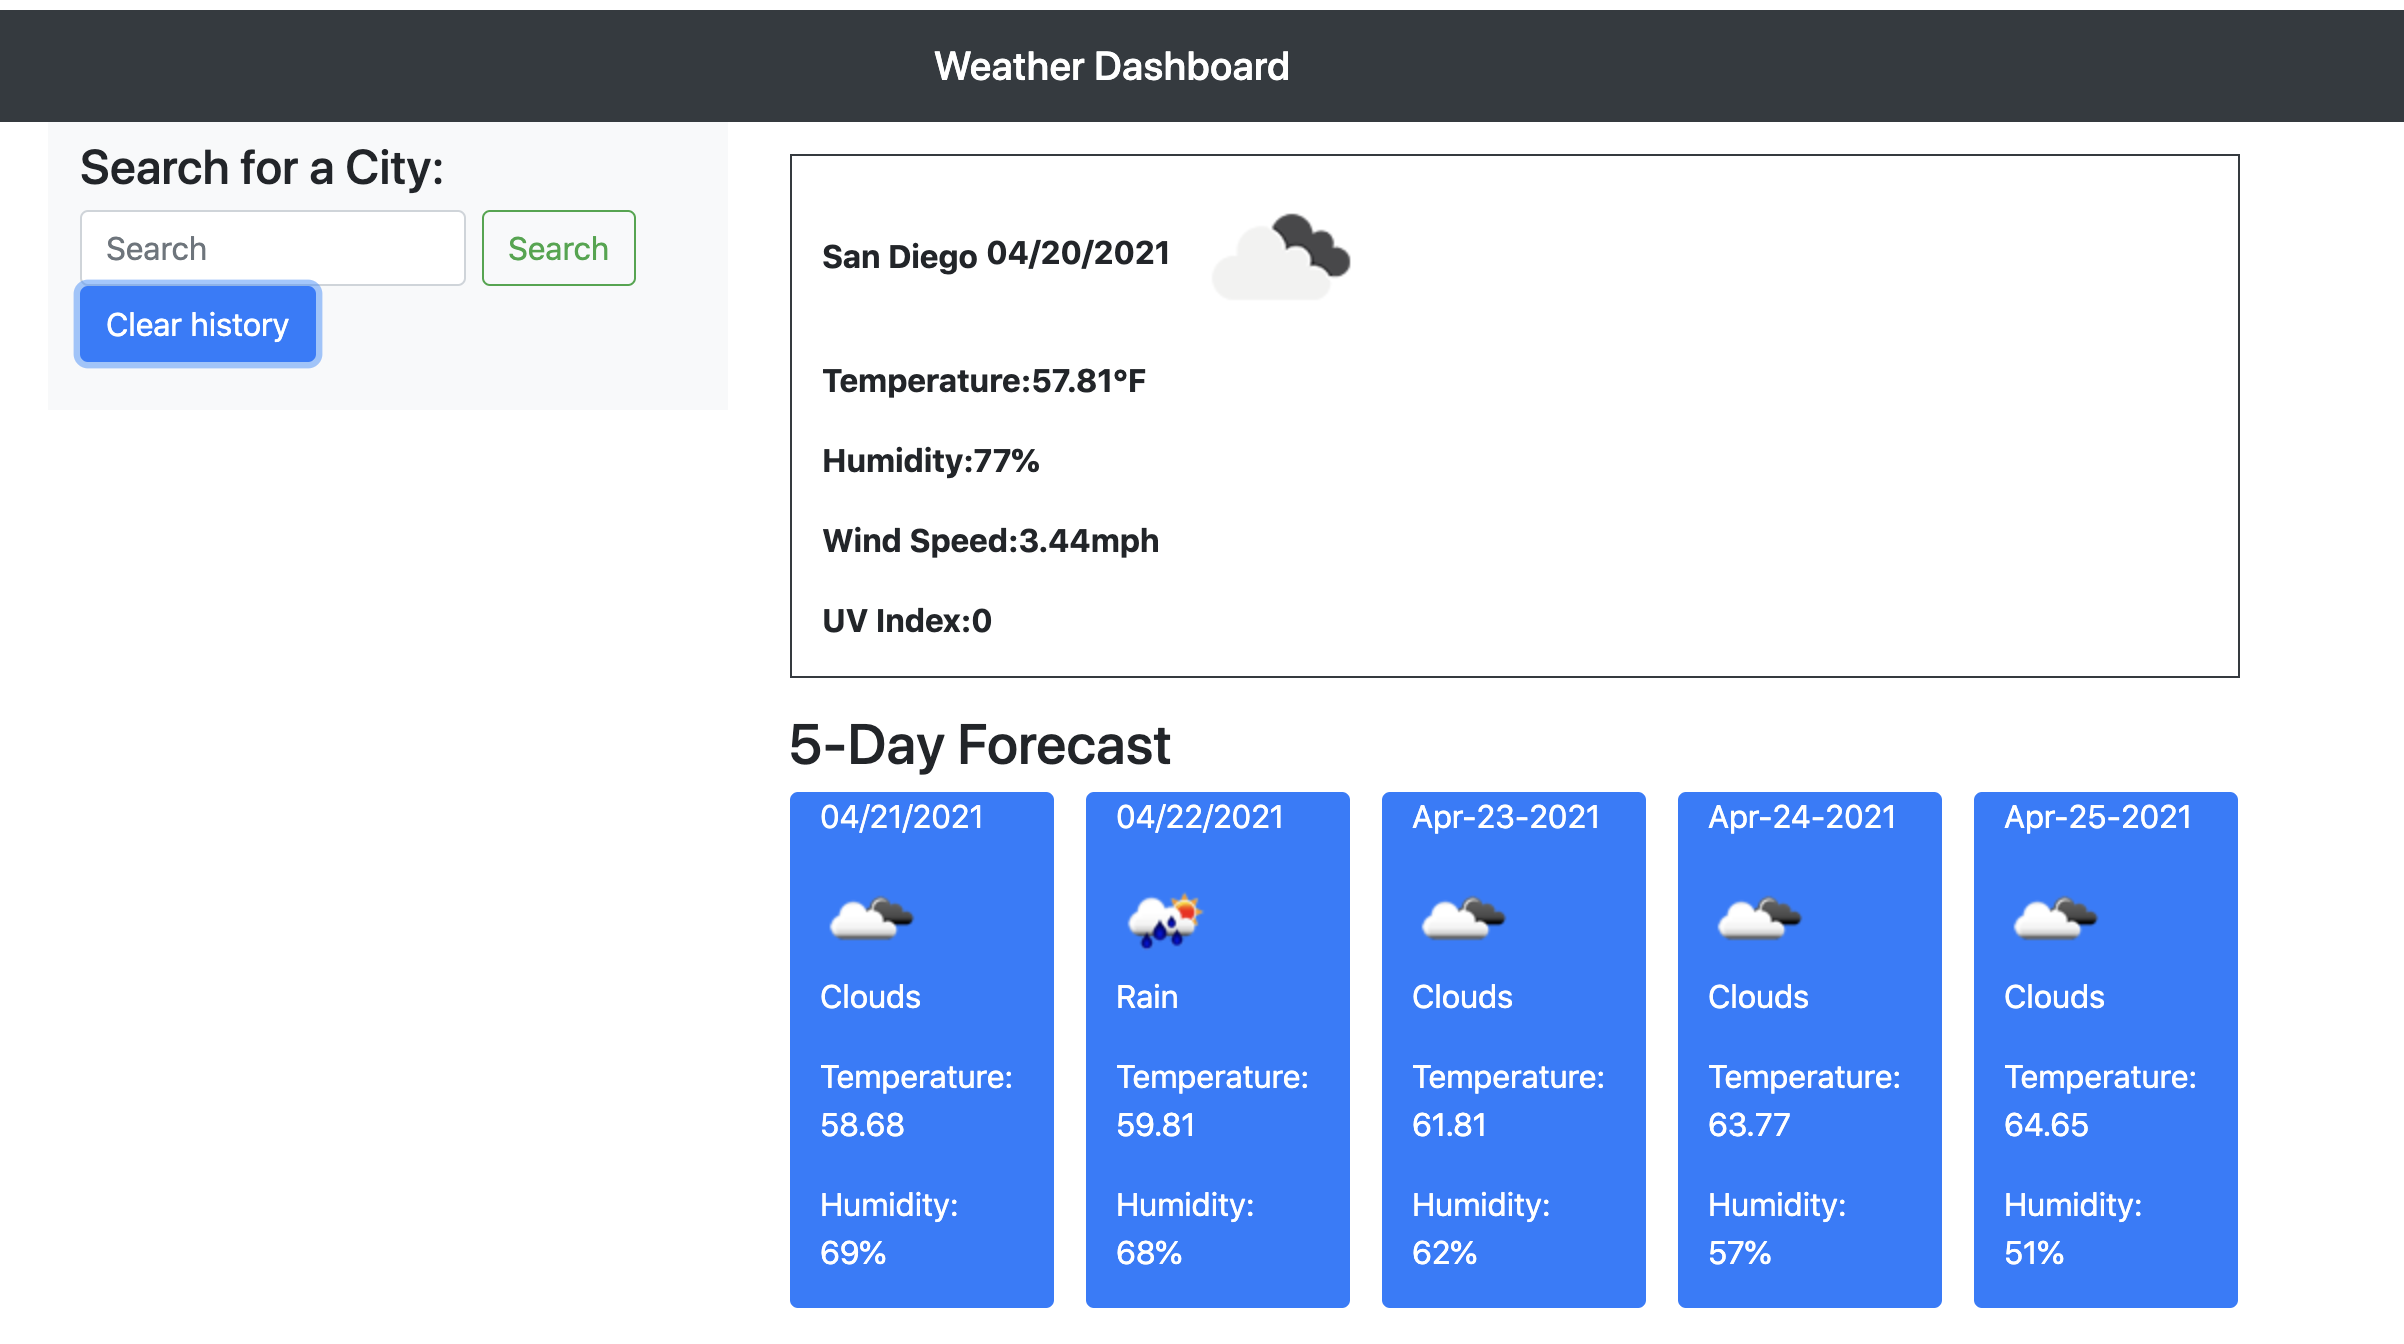 Weather Dashboard
Search for a City:
Search
Search
Clear history
San Diego 04/20/2021
Temperature:57.81°F
Humidity:77%
Wind Speed:3.44mph
UV Index:0
5-Day Forecast
04/21/2021
Clouds
Temperature:
58.68
Humidity:
69%
04/22/2021
Rain
Temperature:
59.81
Humidity:
68%
Apr-23-2021
Clouds
Temperature:
61.81
Humidity:
62%
Apr-24-2021
Clouds
Temperature:
63.77
Humidity:
57%
Apr-25-2021
Clouds
Temperature:
64.65
Humidity:
51%